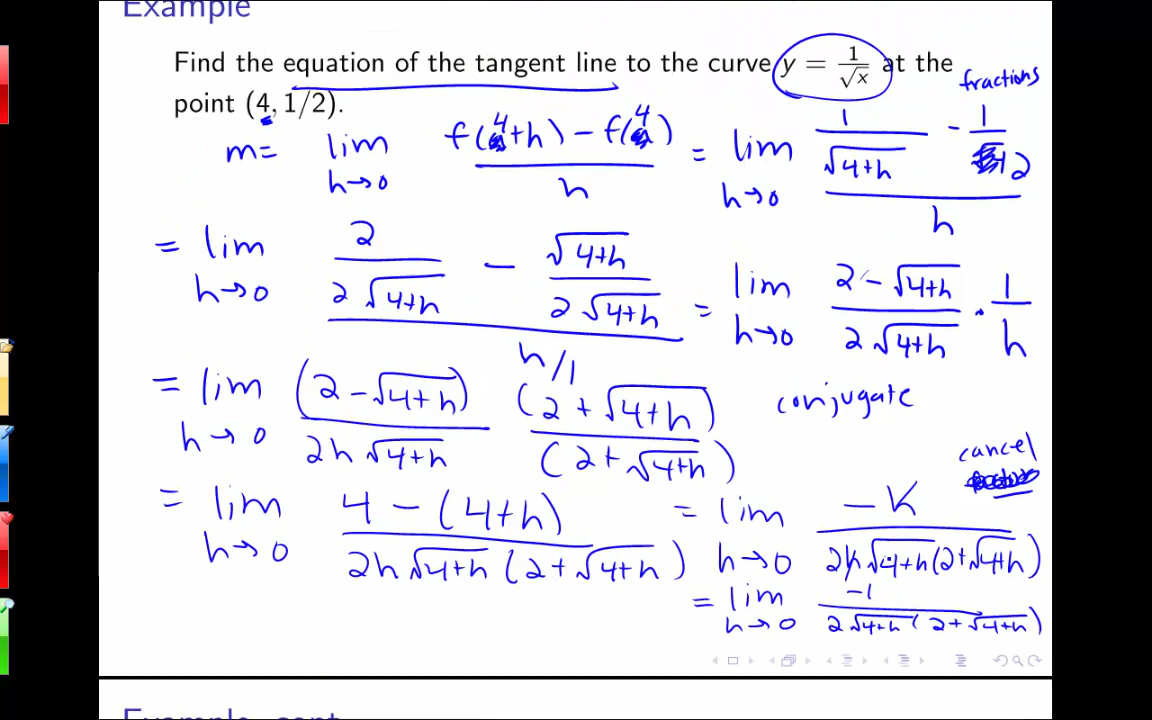 Example
Find the equation of the tangent line to the curve y = 1/√x at the
point (4, 1/2).
fractions
m = lim h→0 (f(4+h) − f(4))/h = lim h→0 (1/√(4+h) − 1/2)/h
= lim h→0 (2/(2√(4+h)) − √(4+h)/(2√(4+h)))/(h/1) = lim h→0 (2 − √(4+h))/(2√(4+h)) · 1/h
= lim h→0 (2 − √(4+h))/(2h√(4+h)) (2 + √(4+h))/(2 + √(4+h))
conjugate
cancel
= lim h→0 (4 − (4+h))/(2h√(4+h)(2 + √(4+h))) = lim h→0 −h/(2h√(4+h)(2+√(4+h)))
= lim h→0 −1/(2√(4+h)(2+√(4+h)))
Example, cont.